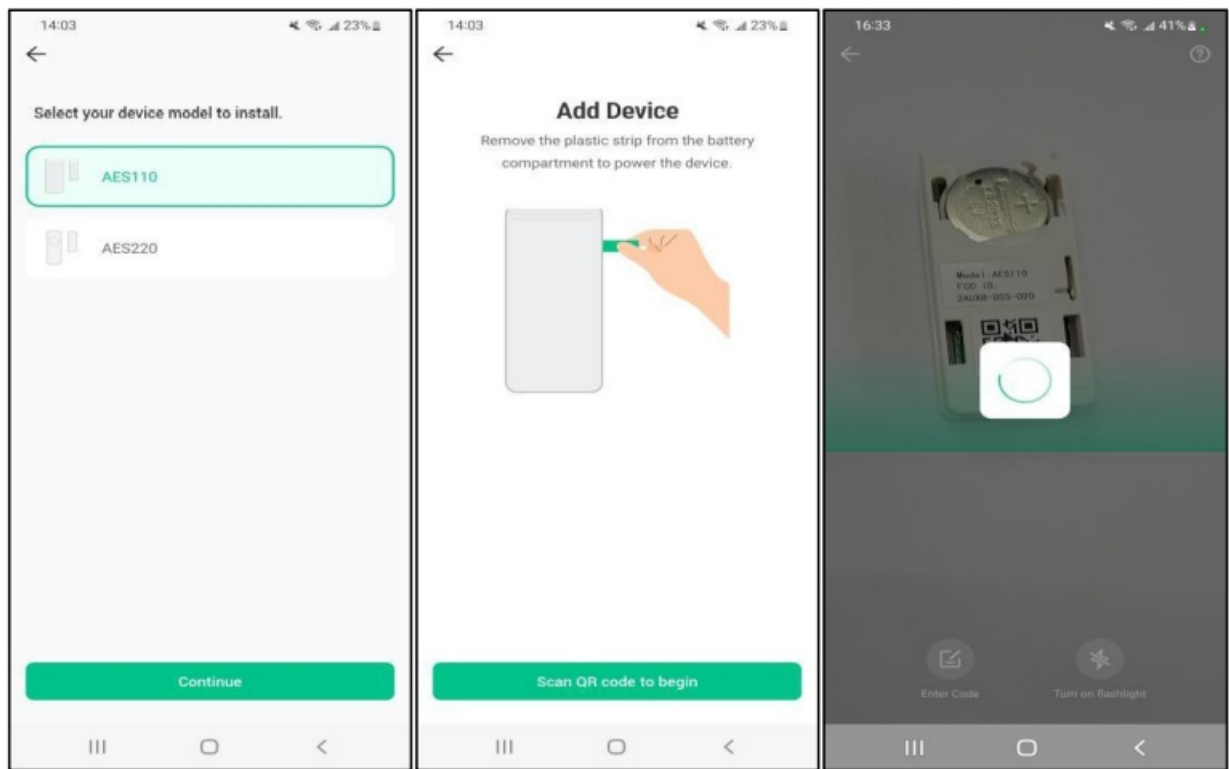 14:03
23%
Select your device model to install.
AES110
AES220
Continue
14:03
23%
Add Device
Remove the plastic strip from the battery
compartment to power the device.
Scan QR code to begin
16:33
41%
Model:AES110
FCC ID:
Enter Code
Turn on flashlight